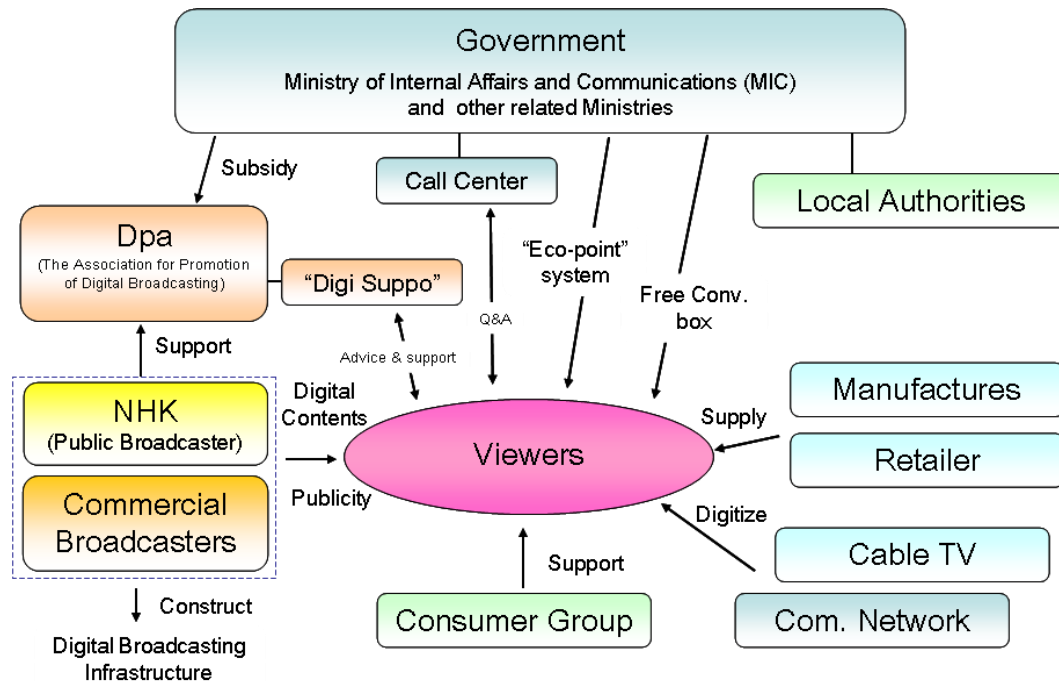 Government
Ministry of Internal Affairs and Communications (MIC)
and other related Ministries
Subsidy
Call Center
Local Authorities
Dpa
(The Association for Promotion
of Digital Broadcasting)
"Digi Suppo"
“Eco-point”
system
Free Conv.
box
Q&A
Support
Advice & support
NHK
(Public Broadcaster)
Digital
Contents
Manufactures
Supply
Viewers
Retailer
Commercial
Broadcasters
Publicity
Digitize
Cable TV
Support
Construct
Consumer Group
Com. Network
Digital Broadcasting
Infrastructure